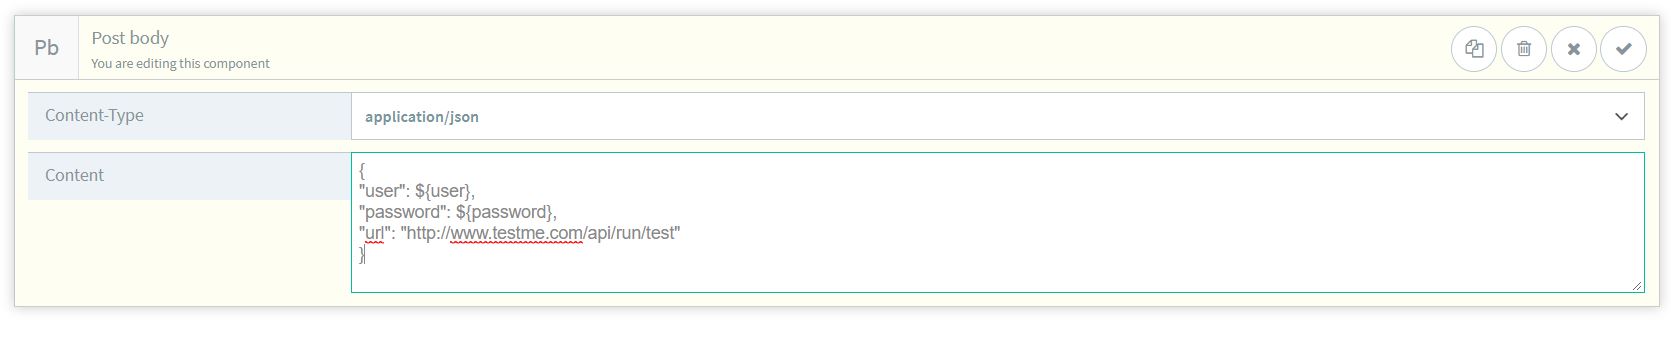 Pb
Post body
You are editing this component
Content-Type
application/json
Content
{
"user": ${user},
"password": ${password},
"url": "http://www.testme.com/api/run/test"
}